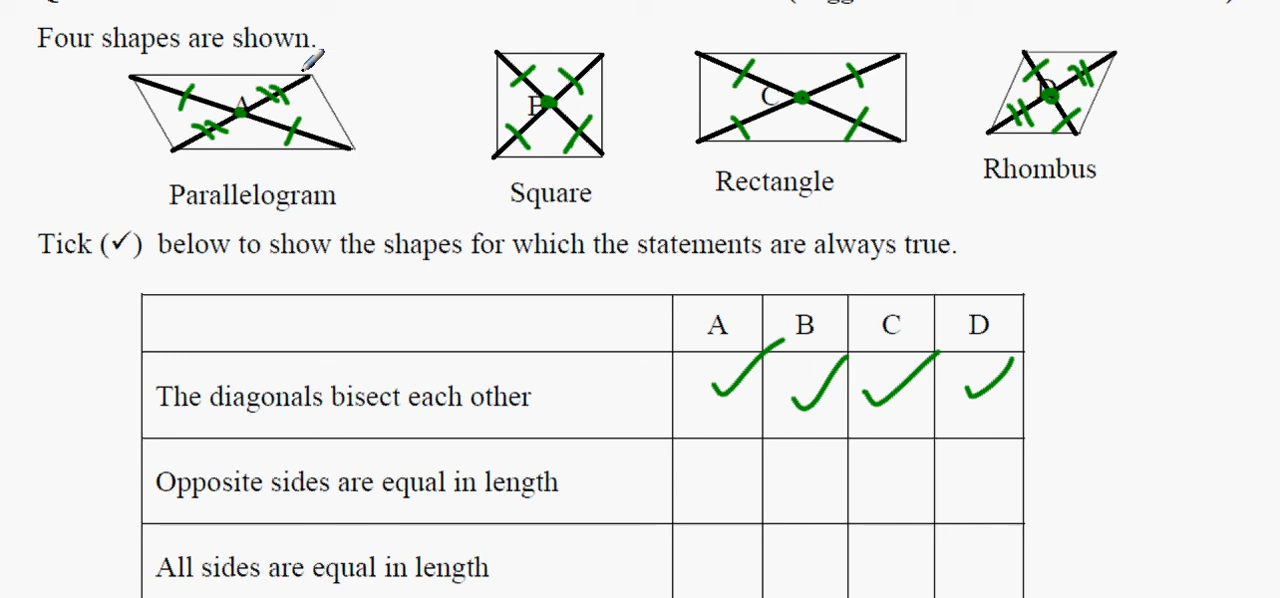 Four shapes are shown.
A
C
D
Parallelogram
Square
Rectangle
Rhombus
Tick (✓) below to show the shapes for which the statements are always true.
A B C D
The diagonals bisect each other ✓ ✓ ✓ ✓
Opposite sides are equal in length
All sides are equal in length